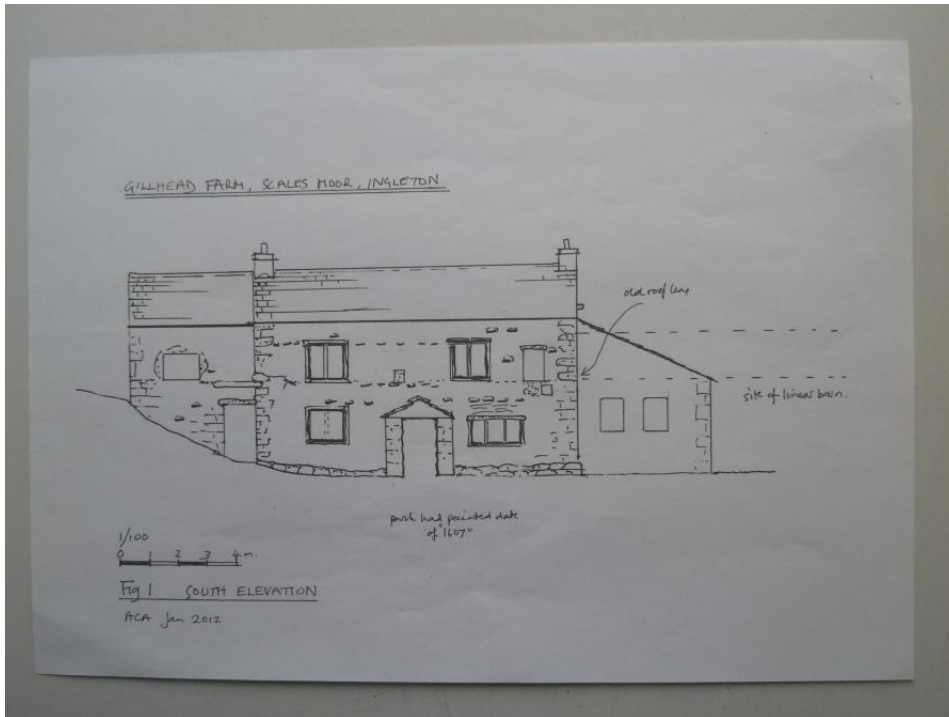 GILLHEAD FARM, SCALES MOOR, INGLETON
old roof line
site of linear barn.
porch had painted date
of "1607"
1/100
0 1 2 3 4 m.
Fig 1 SOUTH ELEVATION
ACA Jan 2012